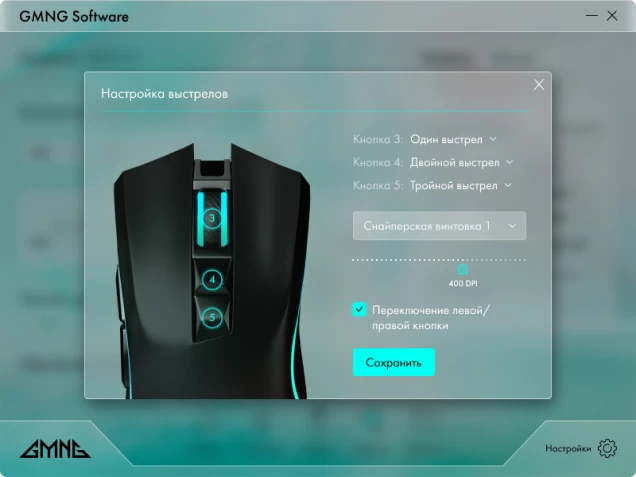 GMNG Software
Настройка выстрелов
Кнопка 3: Один выстрел
Кнопка 4: Двойной выстрел
Кнопка 5: Тройной выстрел
3
4
5
Снайперская винтовка 1
400 DPI
Переключение левой/
правой кнопки
Сохранить
GMNG
Настройки